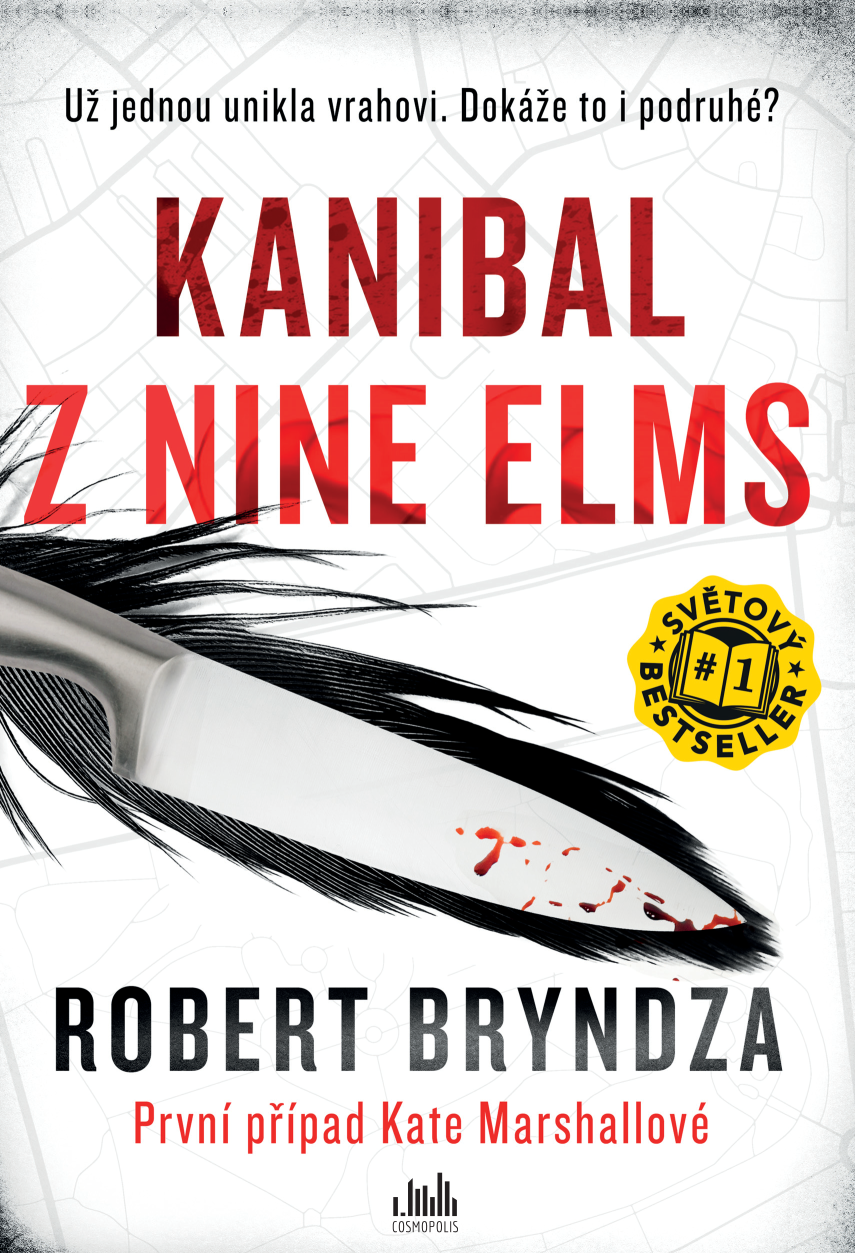 Už jednou unikla vrahovi. Dokáže to i podruhé?
KANIBAL
Z NINE ELMS
SVĚTOVÝ
#1
BESTSELLER
ROBERT BRYNDZA
První případ Kate Marshallové
COSMOPOLIS